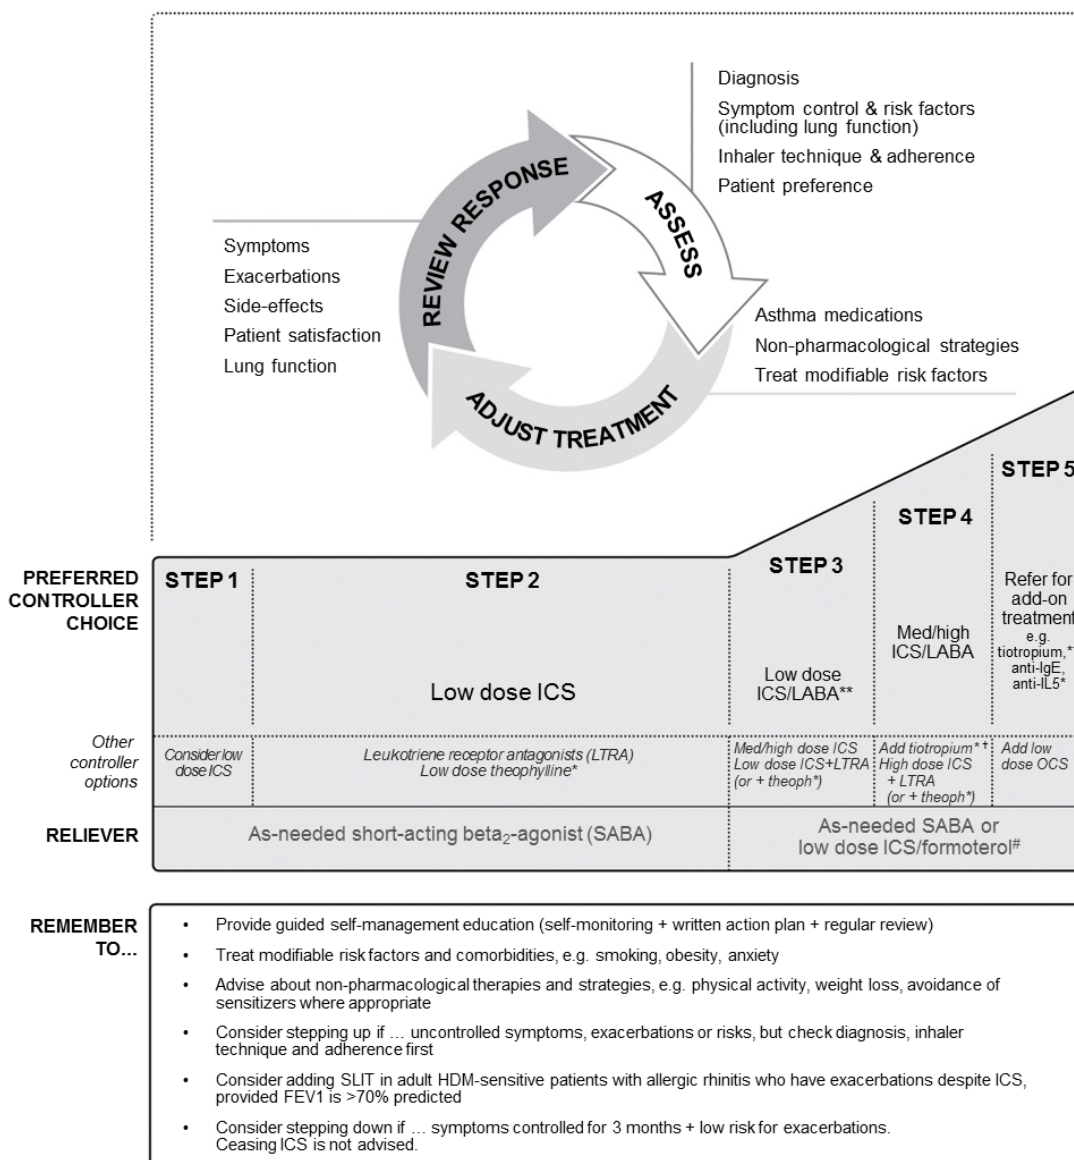 Diagnosis
Symptom control & risk factors
(including lung function)
Inhaler technique & adherence
Patient preference
REVIEW RESPONSE
ASSESS
ADJUST TREATMENT
Symptoms
Exacerbations
Side-effects
Patient satisfaction
Lung function
Asthma medications
Non-pharmacological strategies
Treat modifiable risk factors
PREFERRED
CONTROLLER
CHOICE
STEP 1
STEP 2
Low dose ICS
STEP 3
Low dose
ICS/LABA**
STEP 4
Med/high
ICS/LABA
STEP 5
Refer for
add-on
treatment
e.g.
tiotropium,*
anti-IgE,
anti-IL5*
Other
controller
options
Consider low
dose ICS
Leukotriene receptor antagonists (LTRA)
Low dose theophylline*
Med/high dose ICS
Low dose ICS+LTRA
(or + theoph*)
Add tiotropium*†
High dose ICS
+ LTRA
(or + theoph*)
Add low
dose OCS
RELIEVER
As-needed short-acting beta₂-agonist (SABA)
As-needed SABA or
low dose ICS/formoterol#
REMEMBER
TO...
• Provide guided self-management education (self-monitoring + written action plan + regular review)
• Treat modifiable risk factors and comorbidities, e.g. smoking, obesity, anxiety
• Advise about non-pharmacological therapies and strategies, e.g. physical activity, weight loss, avoidance of
sensitizers where appropriate
• Consider stepping up if … uncontrolled symptoms, exacerbations or risks, but check diagnosis, inhaler
technique and adherence first
• Consider adding SLIT in adult HDM-sensitive patients with allergic rhinitis who have exacerbations despite ICS,
provided FEV1 is >70% predicted
• Consider stepping down if … symptoms controlled for 3 months + low risk for exacerbations.
Ceasing ICS is not advised.